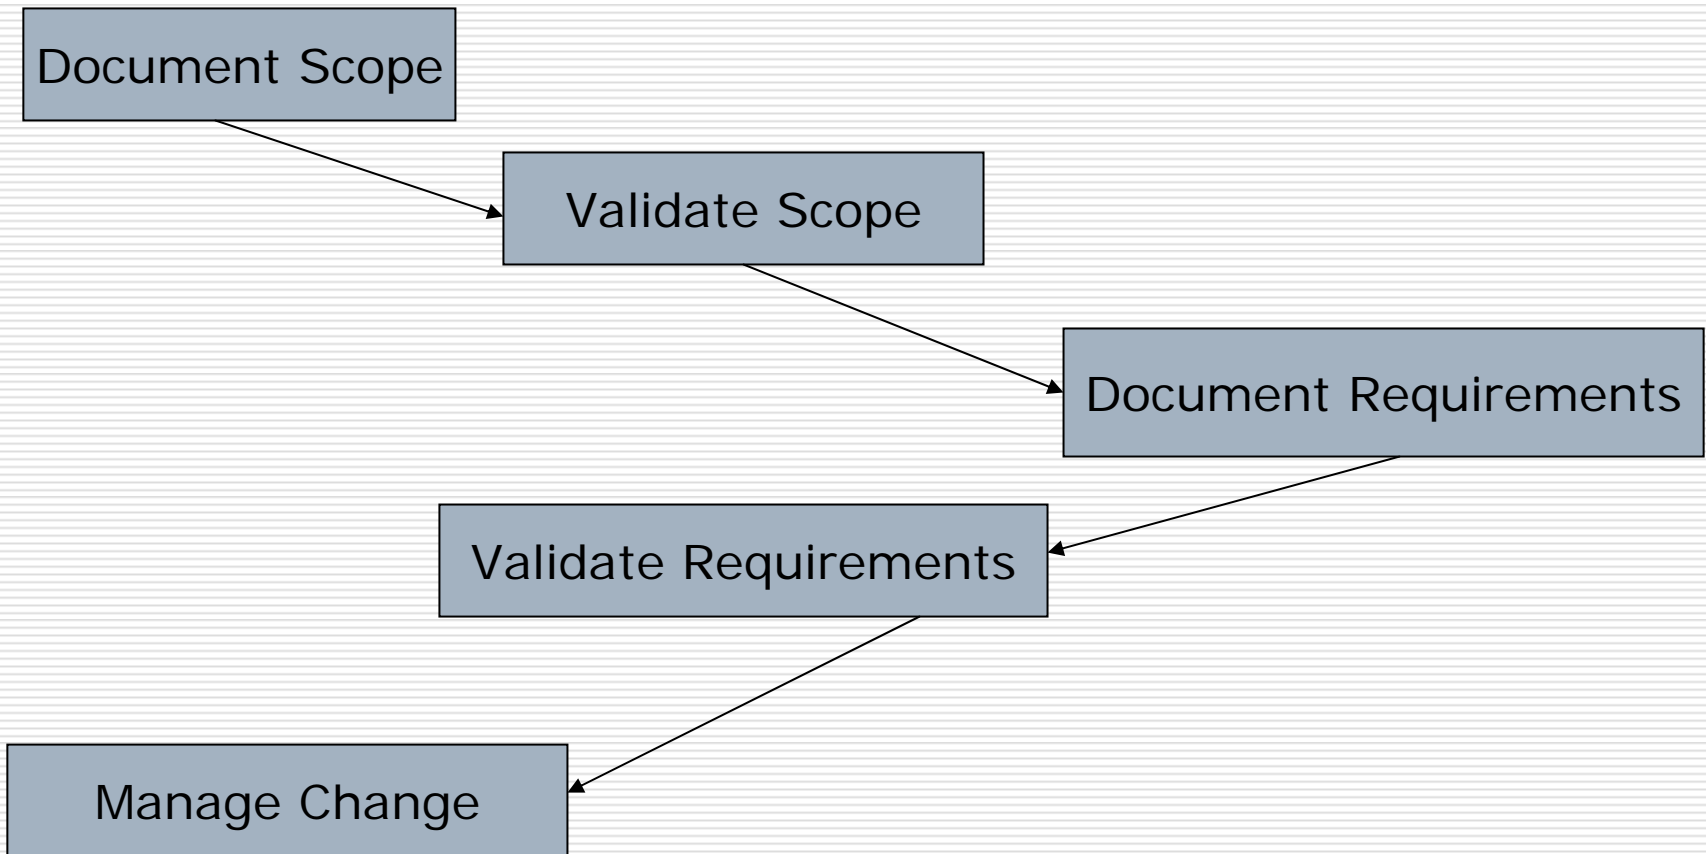 Document Scope
Validate Scope
Document Requirements
Validate Requirements
Manage Change